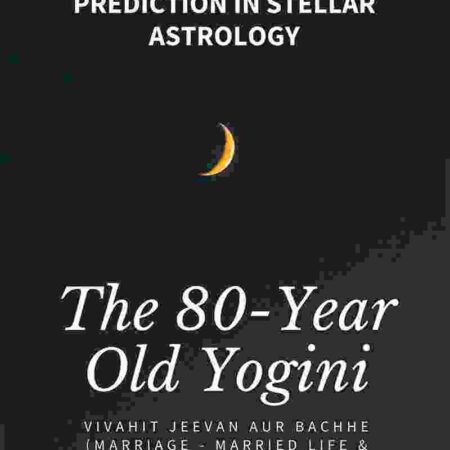 PREDICTION IN STELLAR
ASTROLOGY
The 80-Year
Old Yogini
VIVAHIT JEEVAN AUR BACHHE
(MARRIAGE - MARRIED LIFE &